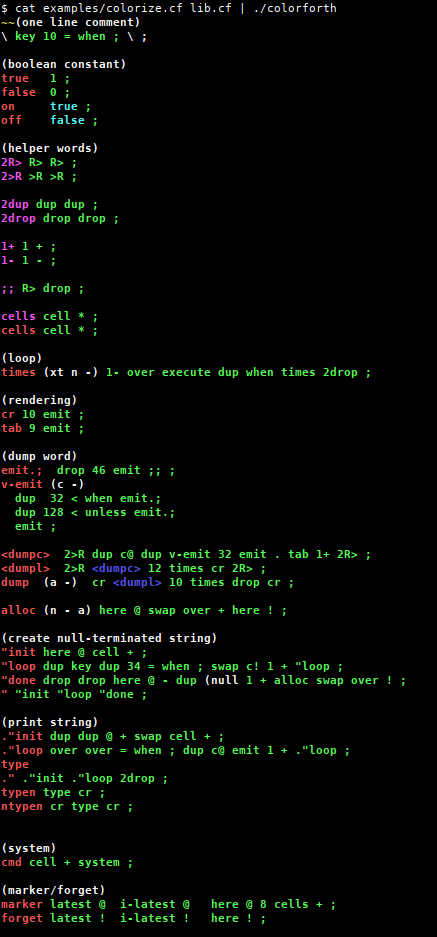 $ cat examples/colorize.cf lib.cf | ./colorforth
~~(one line comment)
\ key 10 = when ; \ ;

(boolean constant)
true   1 ;
false  0 ;
on     true ;
off    false ;

(helper words)
2R> R> R> ;
2>R >R >R ;

2dup dup dup ;
2drop drop drop ;

1+ 1 + ;
1- 1 - ;

;; R> drop ;

cells cell * ;
cells cell * ;

(loop)
times (xt n -) 1- over execute dup when times 2drop ;

(rendering)
cr 10 emit ;
tab 9 emit ;

(dump word)
emit.;  drop 46 emit ;; ;
v-emit (c -)
  dup  32 < when emit.;
  dup 128 < unless emit.;
  emit ;

<dumpc>  2>R dup c@ dup v-emit 32 emit . tab 1+ 2R> ;
<dumpl>  2>R <dumpc> 12 times cr 2R> ;
dump  (a -)  cr <dumpl> 10 times drop cr ;

alloc (n - a) here @ swap over + here ! ;

(create null-terminated string)
"init here @ cell + ;
"loop dup key dup 34 = when ; swap c! 1 + "loop ;
"done drop drop here @ - dup (null 1 + alloc swap over ! ;
" "init "loop "done ;

(print string)
."init dup dup @ + swap cell + ;
."loop over over = when ; dup c@ emit 1 + ."loop ;
type
." ."init ."loop 2drop ;
typen type cr ;
ntypen cr type cr ;


(system)
cmd cell + system ;

(marker/forget)
marker latest @  i-latest @   here @ 8 cells + ;
forget latest !  i-latest !   here ! ;